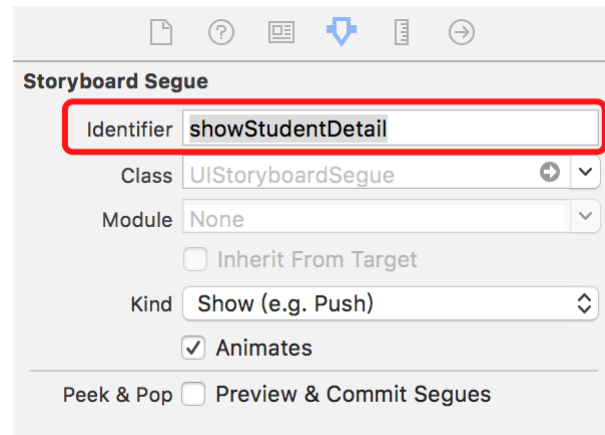 Storyboard Segue
Identifier showStudentDetail
Class UIStoryboardSegue
Module None
Inherit From Target
Kind Show (e.g. Push)
Animates
Peek & Pop Preview & Commit Segues